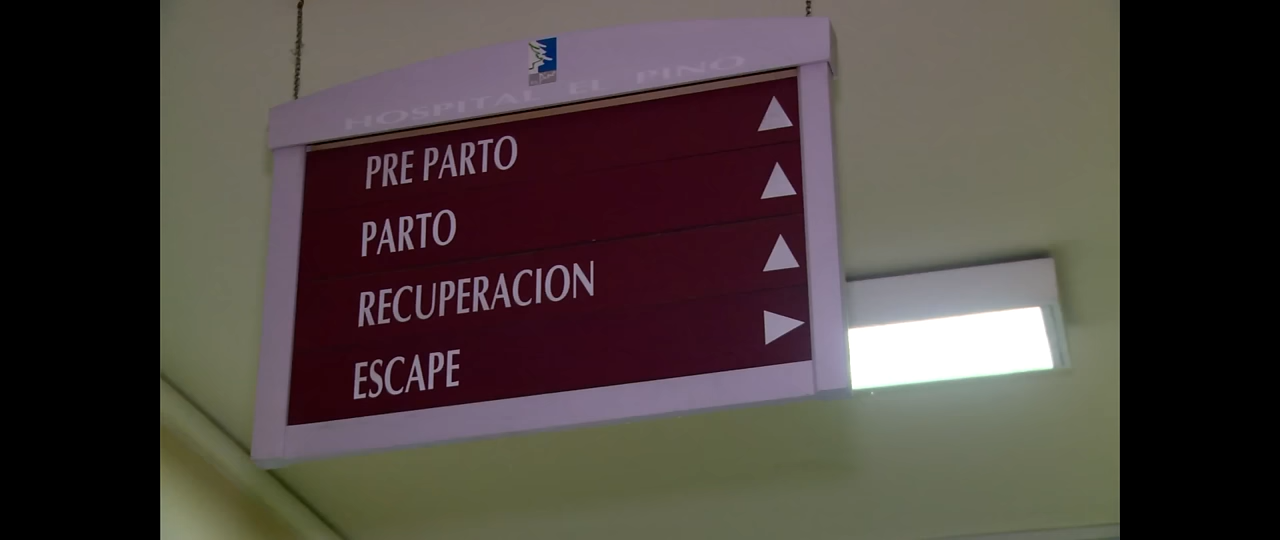 HOSPITAL EL PINO
PRE PARTO
PARTO
RECUPERACION
ESCAPE